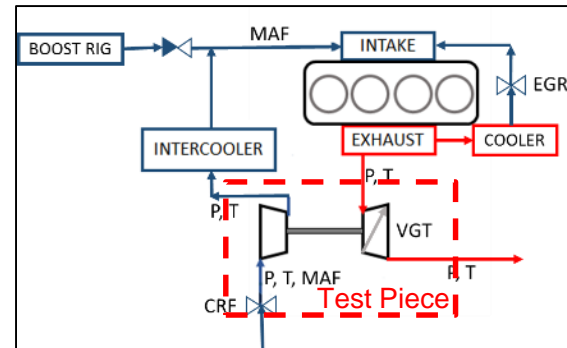 MAF
BOOST RIG
INTAKE
EGR
EXHAUST
COOLER
INTERCOOLER
P, T
P, T
VGT
P, T, MAF
P, T
Test Piece
CRF